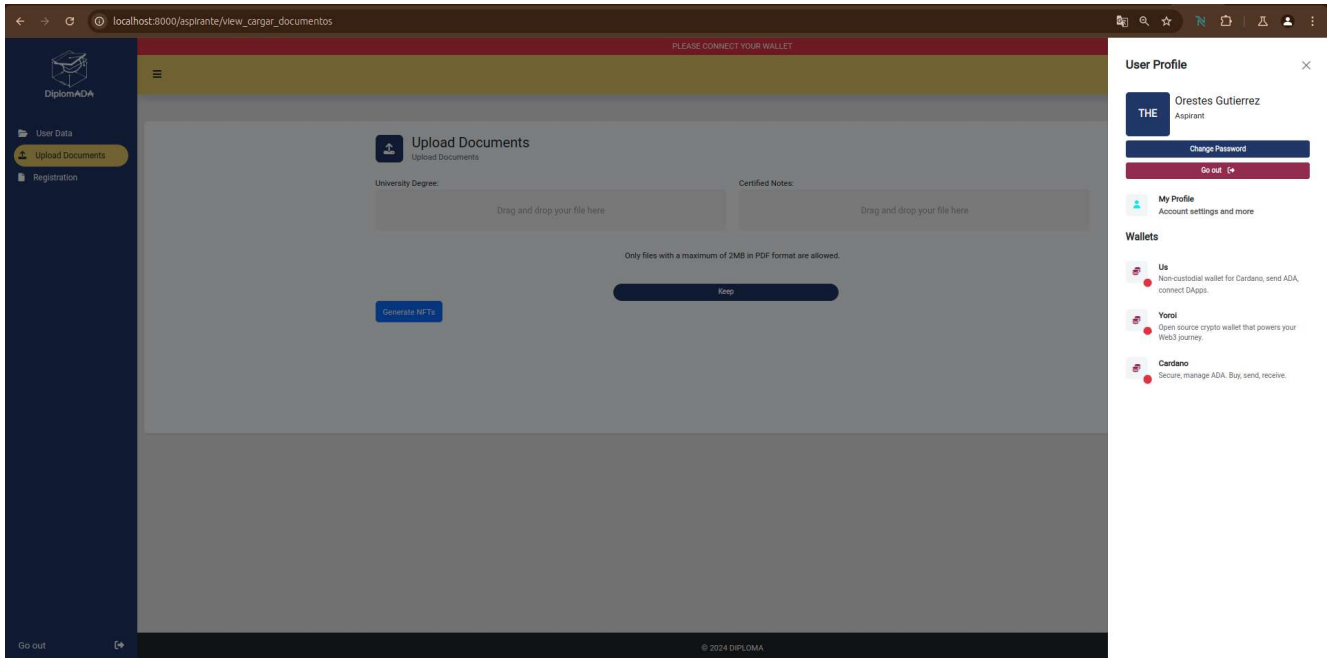 localhost:8000/aspirante/view_cargar_documentos
PLEASE CONNECT YOUR WALLET
DiplomADA
User Data
Upload Documents
Registration
Go out
Upload Documents
Upload Documents
University Degree:
Certified Notes:
Drag and drop your file here
Drag and drop your file here
Only files with a maximum of 2MB in PDF format are allowed.
Keep
Generate NFTs
© 2024 DIPLOMA
User Profile
THE
Orestes Gutierrez
Aspirant
Change Password
Go out
My Profile
Account settings and more
Wallets
Us
Non-custodial wallet for Cardano, send ADA,
connect DApps.
Yoroi
Open source crypto wallet that powers your
Web3 journey.
Cardano
Secure, manage ADA. Buy, send, receive.